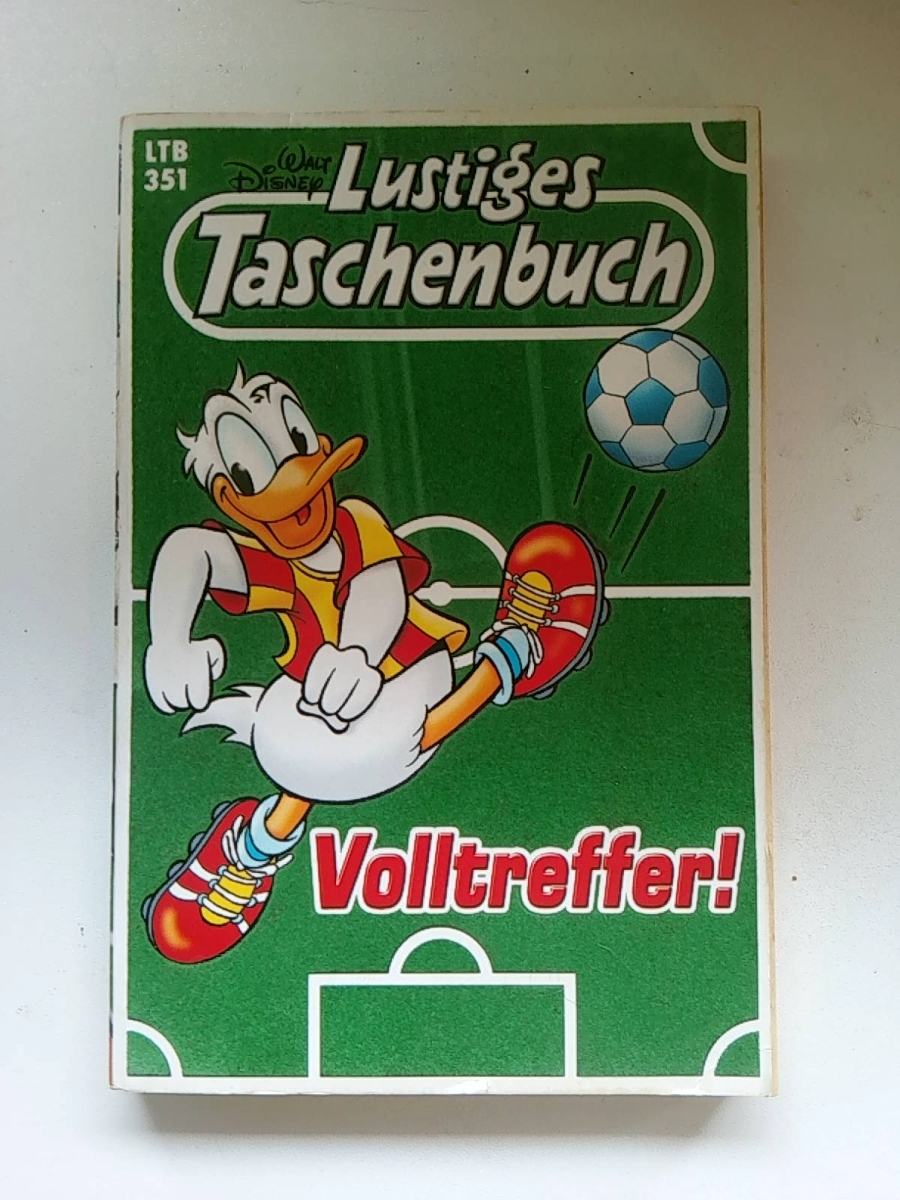 LTB
351
Walt
Disney
Lustiges
Taschenbuch
Volltreffer!